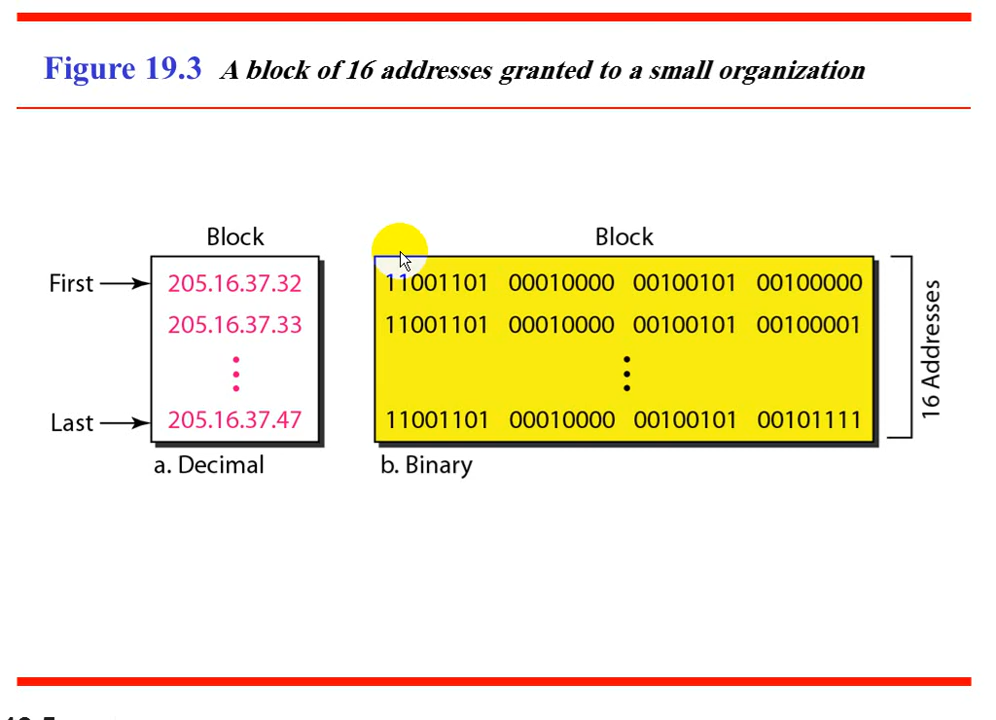 Figure 19.3 A block of 16 addresses granted to a small organization
Block
First
205.16.37.32
205.16.37.33
Last
205.16.37.47
a. Decimal
Block
11001101 00010000 00100101 00100000
11001101 00010000 00100101 00100001
11001101 00010000 00100101 00101111
b. Binary
16 Addresses